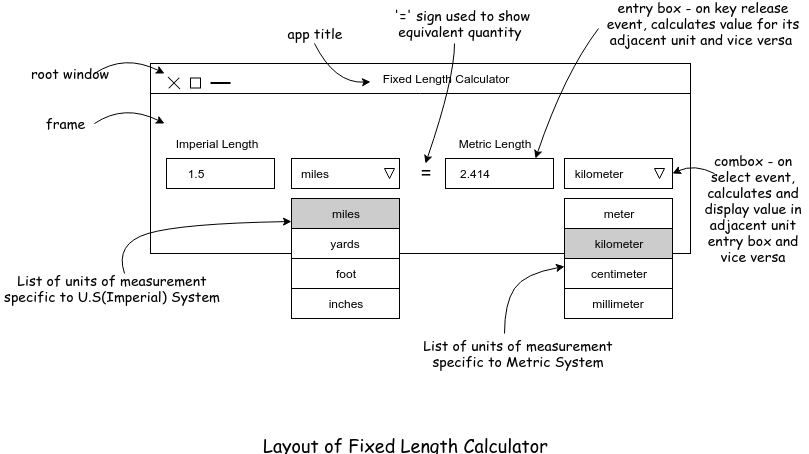 entry box - on key release
event, calculates value for its
adjacent unit and vice versa
'=' sign used to show
equivalent quantity
app title
root window
Fixed Length Calculator
frame
Imperial Length
Metric Length
1.5
miles
=
2.414
kilometer
combox - on
select event,
calculates and
display value in
adjacent unit
entry box and
vice versa
miles
yards
foot
inches
meter
kilometer
centimeter
millimeter
List of units of measurement
specific to U.S(Imperial) System
List of units of measurement
specific to Metric System
Layout of Fixed Length Calculator